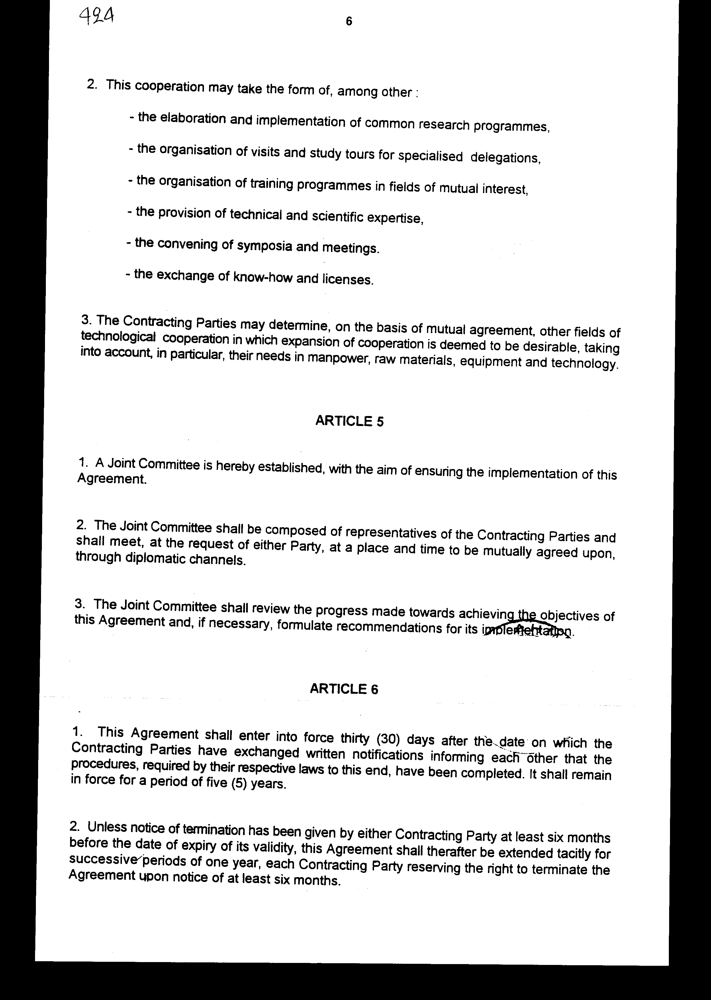 424
6
2. This cooperation may take the form of, among other :
- the elaboration and implementation of common research programmes,
- the organisation of visits and study tours for specialised delegations,
- the organisation of training programmes in fields of mutual interest,
- the provision of technical and scientific expertise,
- the convening of symposia and meetings.
- the exchange of know-how and licenses.
3. The Contracting Parties may determine, on the basis of mutual agreement, other fields of
technological cooperation in which expansion of cooperation is deemed to be desirable, taking
into account, in particular, their needs in manpower, raw materials, equipment and technology.
ARTICLE 5
1. A Joint Committee is hereby established, with the aim of ensuring the implementation of this
Agreement.
2. The Joint Committee shall be composed of representatives of the Contracting Parties and
shall meet, at the request of either Party, at a place and time to be mutually agreed upon,
through diplomatic channels.
3. The Joint Committee shall review the progress made towards achieving the objectives of
this Agreement and, if necessary, formulate recommendations for its implementation.
ARTICLE 6
1. This Agreement shall enter into force thirty (30) days after the date on which the
Contracting Parties have exchanged written notifications informing each other that the
procedures, required by their respective laws to this end, have been completed. It shall remain
in force for a period of five (5) years.
2. Unless notice of termination has been given by either Contracting Party at least six months
before the date of expiry of its validity, this Agreement shall therafter be extended tacitly for
successive periods of one year, each Contracting Party reserving the right to terminate the
Agreement upon notice of at least six months.